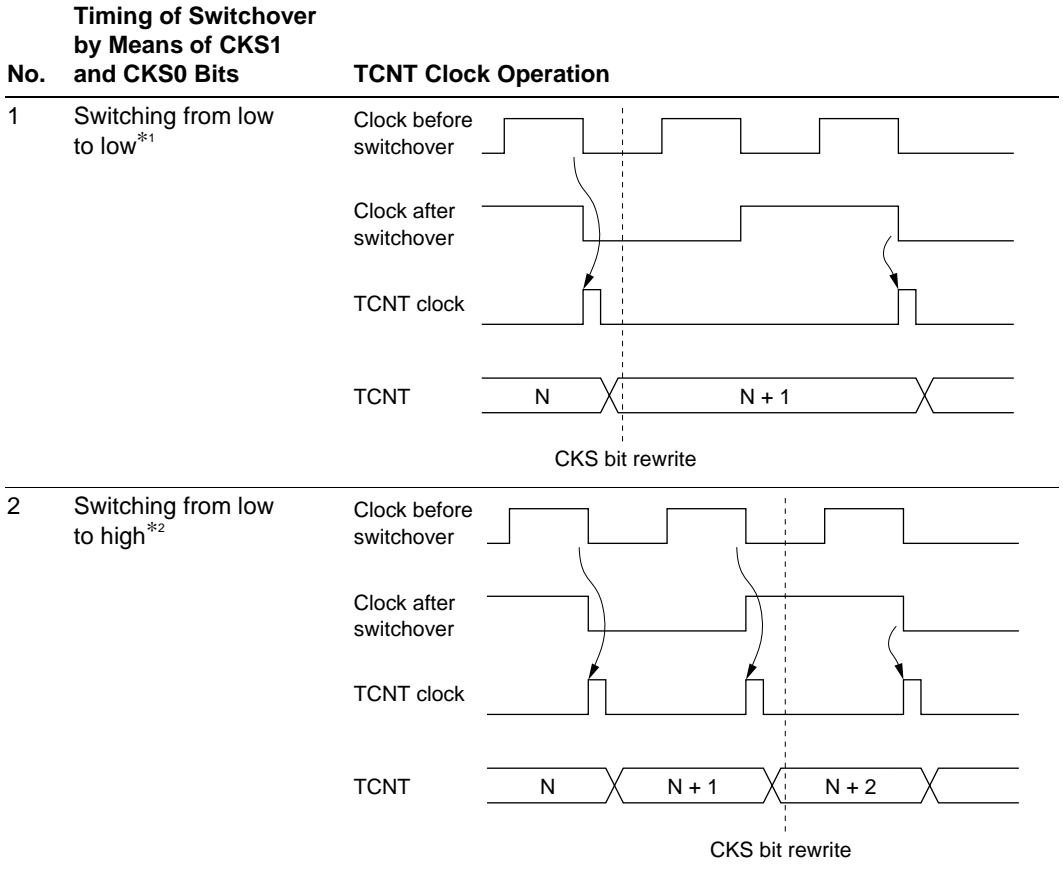 Timing of Switchover
by Means of CKS1
No. and CKS0 Bits TCNT Clock Operation
1 Switching from low
to low*1
Clock before
switchover
Clock after
switchover
TCNT clock
TCNT N N + 1
CKS bit rewrite
2 Switching from low
to high*2
Clock before
switchover
Clock after
switchover
TCNT clock
TCNT N N + 1 N + 2
CKS bit rewrite